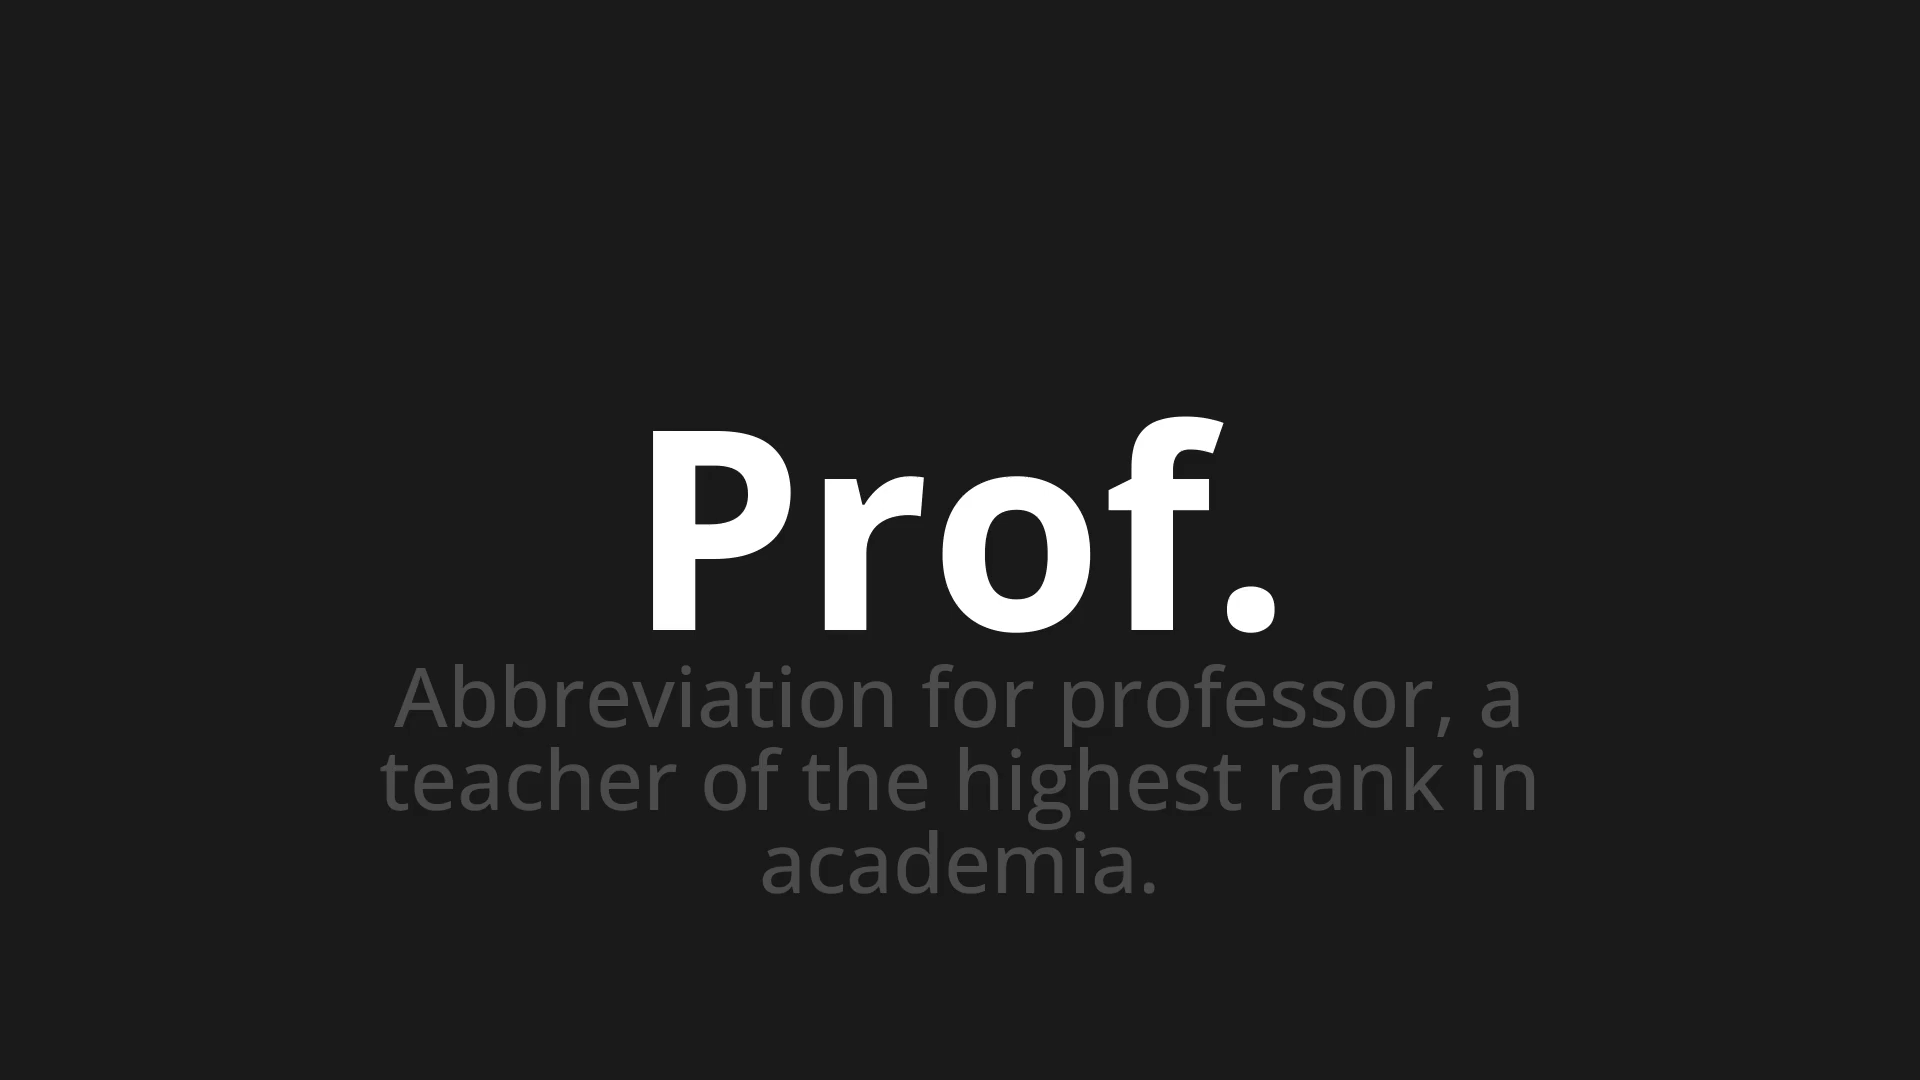 Prof.
Abbreviation for professor, a
teacher of the highest rank in
academia.